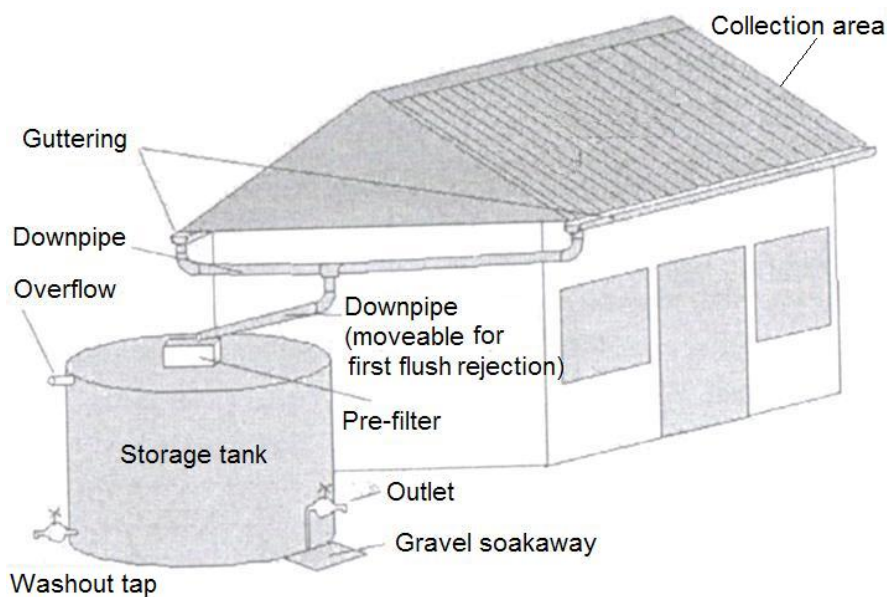 Collection area
Guttering
Downpipe
Overflow
Downpipe
(moveable for
first flush rejection)
Pre-filter
Storage tank
Outlet
Gravel soakaway
Washout tap